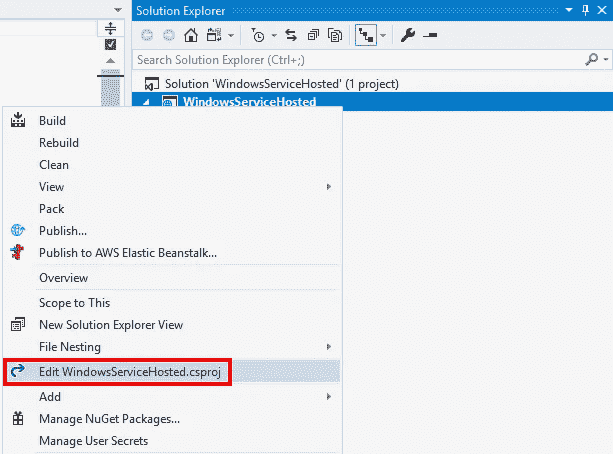 Solution Explorer
Search Solution Explorer (Ctrl+;)
Solution 'WindowsServiceHosted' (1 project)
WindowsServiceHosted
Build
Rebuild
Clean
View
Pack
Publish...
Publish to AWS Elastic Beanstalk...
Overview
Scope to This
New Solution Explorer View
File Nesting
Edit WindowsServiceHosted.csproj
Add
Manage NuGet Packages...
Manage User Secrets